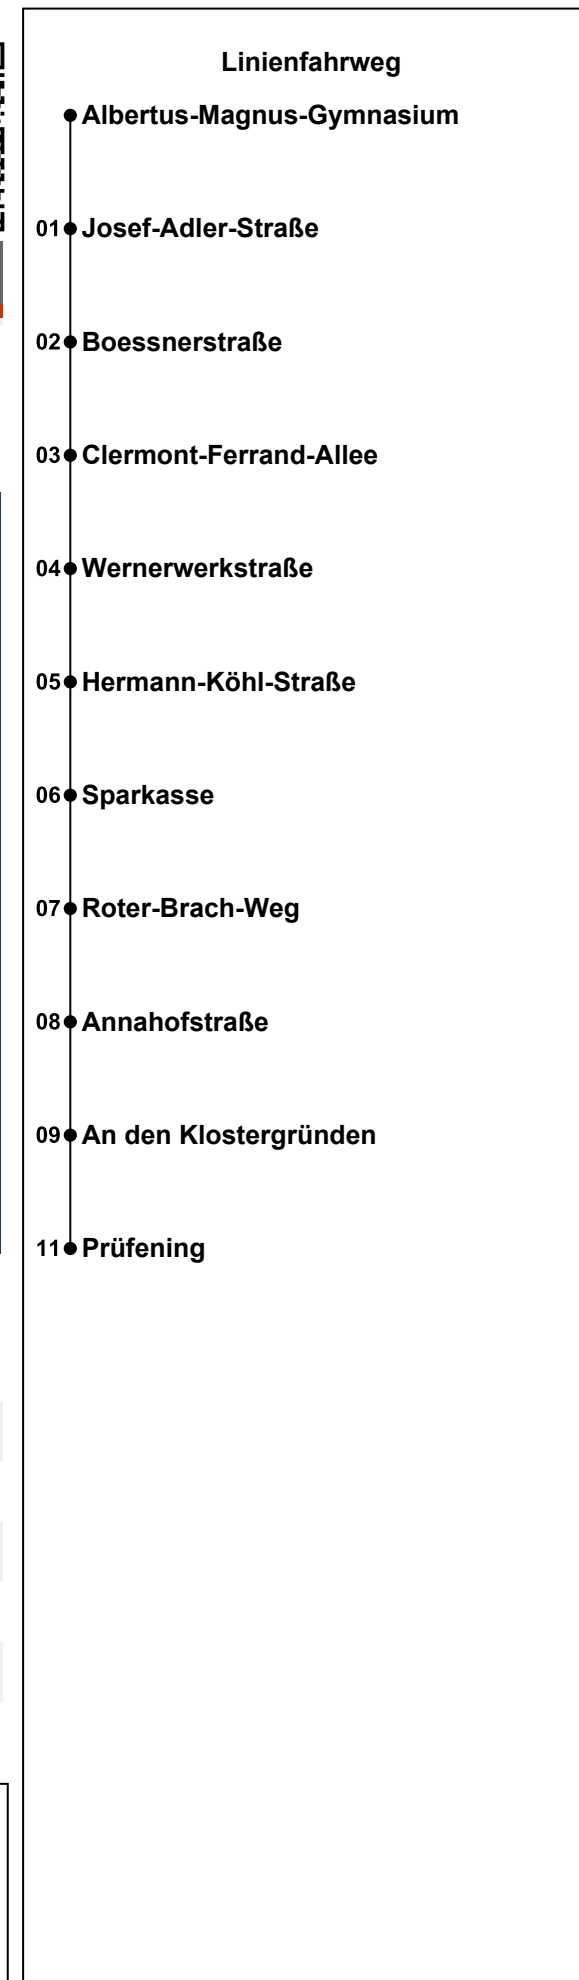 Linienfahrweg
Albertus-Magnus-Gymnasium
01 Josef-Adler-Straße
02 Boessnerstraße
03 Clermont-Ferrand-Allee
04 Wernerwerkstraße
05 Hermann-Köhl-Straße
06 Sparkasse
07 Roter-Brach-Weg
08 Annahofstraße
09 An den Klostergründen
11 Prüfening